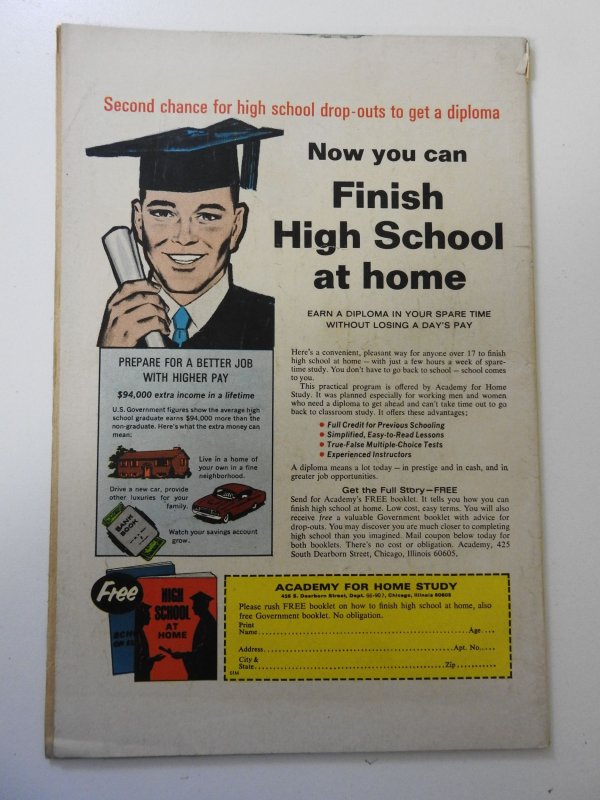 Second chance for high school drop-outs to get a diploma
Now you can
Finish
High School
at home
EARN A DIPLOMA IN YOUR SPARE TIME
WITHOUT LOSING A DAY'S PAY
PREPARE FOR A BETTER JOB
WITH HIGHER PAY
$94,000 extra income in a lifetime
U.S. Government figures show the average high
school graduate earns $94,000 more than the
non-graduate. Here's what the extra money can
mean:
Live in a home of
your own in a fine
neighborhood.
Drive a new car, provide
other luxuries for your
family.
BANK
BOOK
Watch your savings account
grow.
Here's a convenient, pleasant way for anyone over 17 to finish
high school at home — with just a few hours a week of spare-
time study. You don't have to go back to school — school comes
to you.
This practical program is offered by Academy for Home
Study. It was planned especially for working men and women
who need a diploma to get ahead and can't take time out to go
back to classroom study. It offers these advantages:
• Full Credit for Previous Schooling
• Simplified, Easy-to-Read Lessons
• True-False Multiple-Choice Tests
• Experienced Instructors
A diploma means a lot today — in prestige and in cash, and in
greater job opportunities.
Get the Full Story—FREE
Send for Academy's FREE booklet. It tells you how you can
finish high school at home. Low cost, easy terms. You will also
receive free a valuable Government booklet with advice for
drop-outs. You may discover you are much closer to completing
high school than you imagined. Mail coupon below today for
both booklets. There's no cost or obligation. Academy, 425
South Dearborn Street, Chicago, Illinois 60605.
Free
HIGH
SCHOOL
AT
HOME
ACADEMY FOR HOME STUDY
425 S. Dearborn Street, Dept. Chicago, Illinois 60605
Please rush FREE booklet on how to finish high school at home, also
free Government booklet. No obligation.
Print
Name Age
Address Apt. No.
City &
State Zip